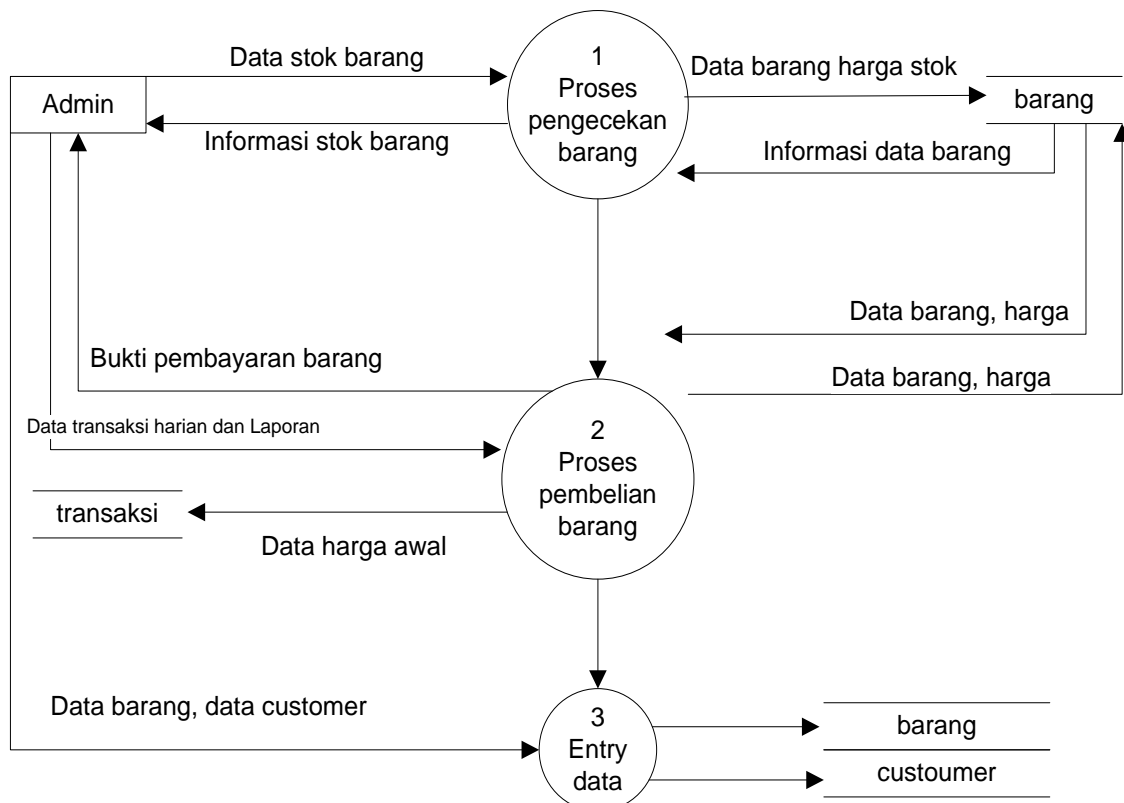 Data stok barang
1
Proses
pengecekan
barang
Data barang harga stok
Admin
barang
Informasi stok barang
Informasi data barang
Data barang, harga
Bukti pembayaran barang
Data barang, harga
Data transaksi harian dan Laporan
2
Proses
pembelian
barang
transaksi
Data harga awal
Data barang, data customer
3
Entry
data
barang
custoumer